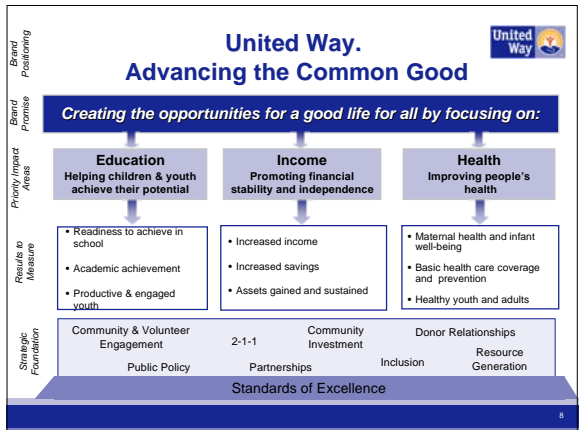 Brand
Positioning
United Way.
Advancing the Common Good
United
Way
Brand
Promise
Creating the opportunities for a good life for all by focusing on:
Priority Impact
Areas
Education
Helping children & youth
achieve their potential
Income
Promoting financial
stability and independence
Health
Improving people's
health
Results to
Measure
• Readiness to achieve in
school
• Academic achievement
• Productive & engaged
youth
• Increased income
• Increased savings
• Assets gained and sustained
• Maternal health and infant
well-being
• Basic health care coverage
and prevention
• Healthy youth and adults
Strategic
Foundation
Community & Volunteer
Engagement
2-1-1
Community
Investment
Donor Relationships
Public Policy
Partnerships
Inclusion
Resource
Generation
Standards of Excellence
8